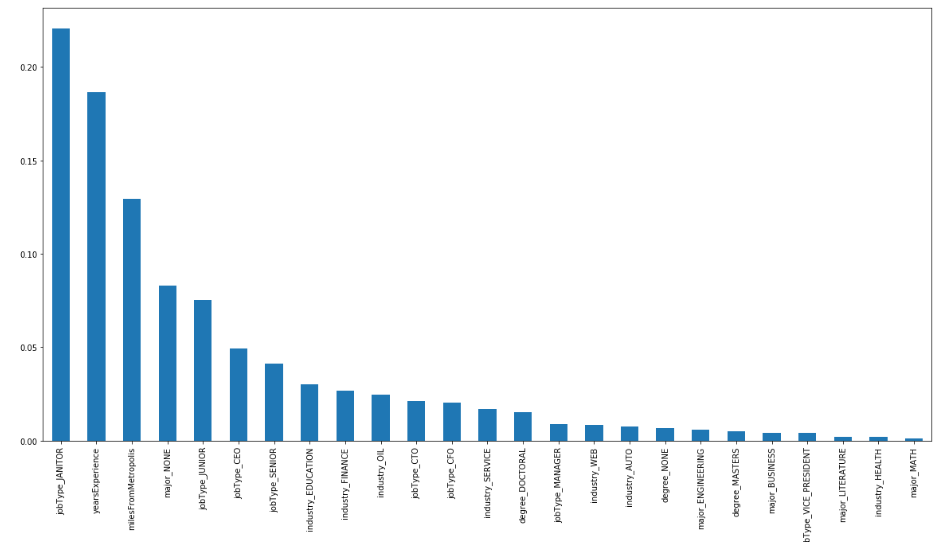 0.20
0.15
0.10
0.05
0.00
jobType_JANITOR
yearsExperience
milesFromMetropolis
major_NONE
jobType_JUNIOR
jobType_CEO
jobType_SENIOR
industry_EDUCATION
industry_FINANCE
industry_OIL
jobType_CTO
jobType_CFO
industry_SERVICE
degree_DOCTORAL
jobType_MANAGER
industry_WEB
industry_AUTO
degree_NONE
major_ENGINEERING
degree_MASTERS
major_BUSINESS
bType_VICE_PRESIDENT
major_LITERATURE
industry_HEALTH
major_MATH